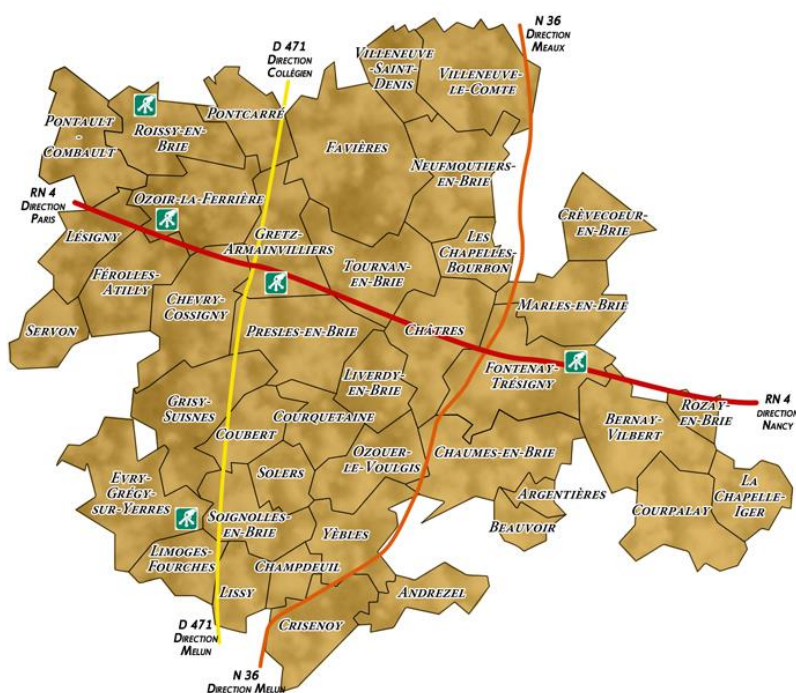 N 36
Direction
Meaux
D 471
Direction
Collégien
Villeneuve
-Saint-
Denis
Villeneuve-
le-Comte
Pontcarré
Pontault
-
Combault
Roissy-en-
Brie
Favières
Neufmoutiers-
en-Brie
RN 4
Direction
Paris
Ozoir-la-Ferrière
Crèvecoeur-
en-Brie
Lésigny
Gretz-
Armainvilliers
Les
Chapelles-
Bourbon
Férolles-
Attilly
Tournan-
en-Brie
Chevry-
Cossigny
Marles-en-Brie
Servon
Presles-en-Brie
Châtres
Fontenay-
Trésigny
Liverdy-
en-Brie
RN 4
direction
Nancy
Grisy-
Suisnes
Courquetaine
Rozay-
en-Brie
Bernay-
Vilbert
Coubert
Ozouer-
le-Voulgis
Chaumes-en-Brie
Solers
Evry-
Grégy-
sur-Yerres
La
Chapelle-
Iger
Argentières
Soignolles-
en-Brie
Courpalay
Beauvoir
Yèbles
Limoges-
Fourches
Champdeuil
Lissy
Andrezel
Crisenoy
D 471
Direction
Melun
N 36
Direction Melun